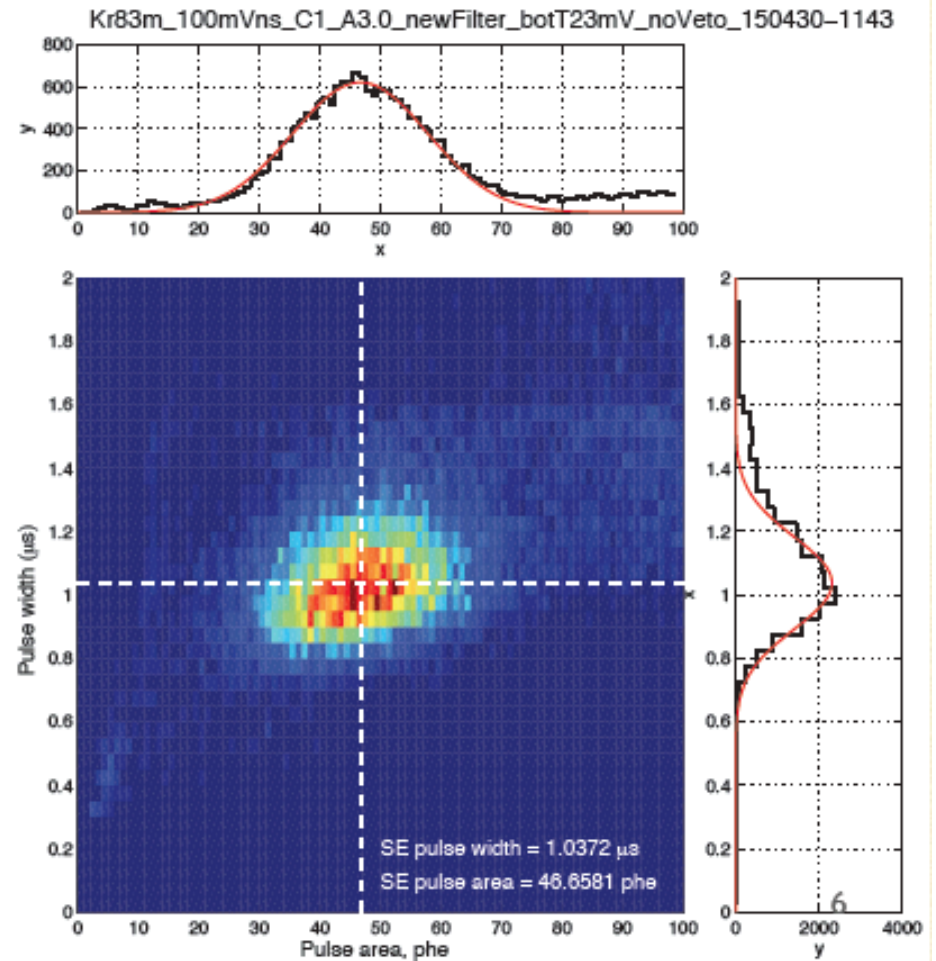 Kr83m_100mVns_C1_A3.0_newFilter_botT23mV_noVeto_150430-1143
800
600
400
200
0
y
0 10 20 30 40 50 60 70 80 90 100
x
2
1.8
1.6
1.4
1.2
1
0.8
0.6
0.4
0.2
0
Pulse width (μs)
SE pulse width = 1.0372 μs
SE pulse area = 46.6581 phe
0 10 20 30 40 50 60 70 80 90 100
Pulse area, phe
2
1.8
1.6
1.4
1.2
1
0.8
0.6
0.4
0.2
0
x
6
0 2000 4000
y